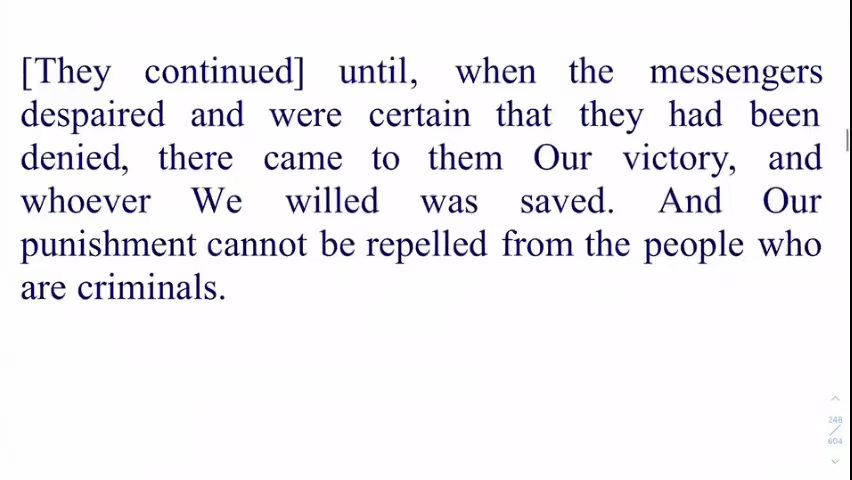 [They continued] until, when the messengers
despaired and were certain that they had been
denied, there came to them Our victory, and
whoever We willed was saved. And Our
punishment cannot be repelled from the people who
are criminals.
248
604